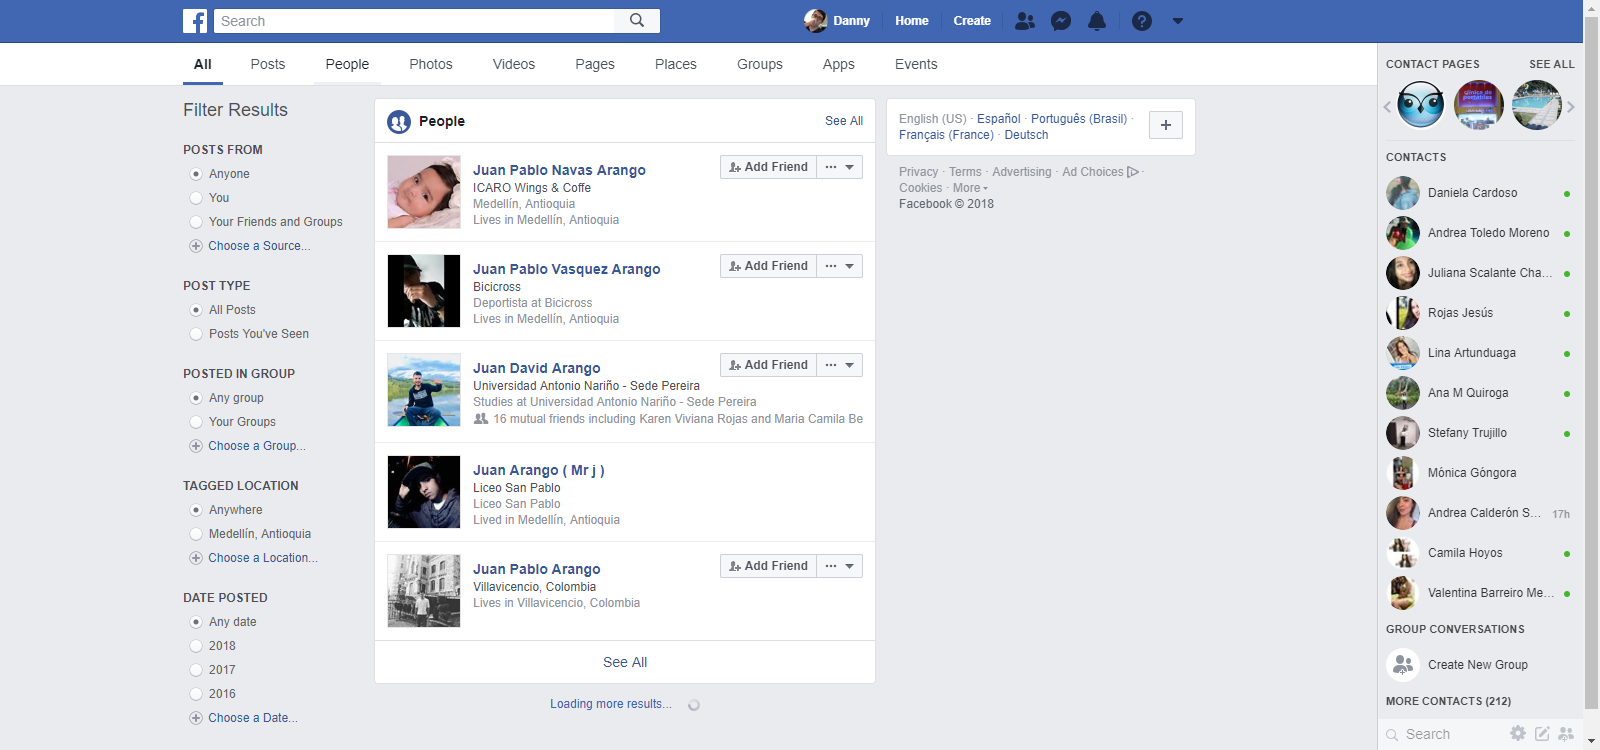 Search
Danny
Home
Create
All
Posts
People
Photos
Videos
Pages
Places
Groups
Apps
Events
Filter Results
POSTS FROM
Anyone
You
Your Friends and Groups
Choose a Source...
POST TYPE
All Posts
Posts You've Seen
POSTED IN GROUP
Any group
Your Groups
Choose a Group...
TAGGED LOCATION
Anywhere
Medellín, Antioquia
Choose a Location...
DATE POSTED
Any date
2018
2017
2016
Choose a Date...
People
See All
Juan Pablo Navas Arango
ICARO Wings & Coffe
Medellín, Antioquia
Lives in Medellín, Antioquia
Add Friend
Juan Pablo Vasquez Arango
Bicicross
Deportista at Bicicross
Lives in Medellín, Antioquia
Add Friend
Juan David Arango
Universidad Antonio Nariño - Sede Pereira
Studies at Universidad Antonio Nariño - Sede Pereira
16 mutual friends including Karen Viviana Rojas and Maria Camila Be
Add Friend
Juan Arango ( Mr j )
Liceo San Pablo
Liceo San Pablo
Lived in Medellín, Antioquia
Juan Pablo Arango
Villavicencio, Colombia
Lives in Villavicencio, Colombia
Add Friend
See All
Loading more results...
English (US) · Español · Português (Brasil) ·
Français (France) · Deutsch
Privacy · Terms · Advertising · Ad Choices ·
Cookies · More
Facebook © 2018
CONTACT PAGES
SEE ALL
CONTACTS
Daniela Cardoso
Andrea Toledo Moreno
Juliana Scalante Cha...
Rojas Jesús
Lina Artunduaga
Ana M Quiroga
Stefany Trujillo
Mónica Góngora
Andrea Calderón S... 17h
Camila Hoyos
Valentina Barreiro Me...
GROUP CONVERSATIONS
Create New Group
MORE CONTACTS (212)
Search